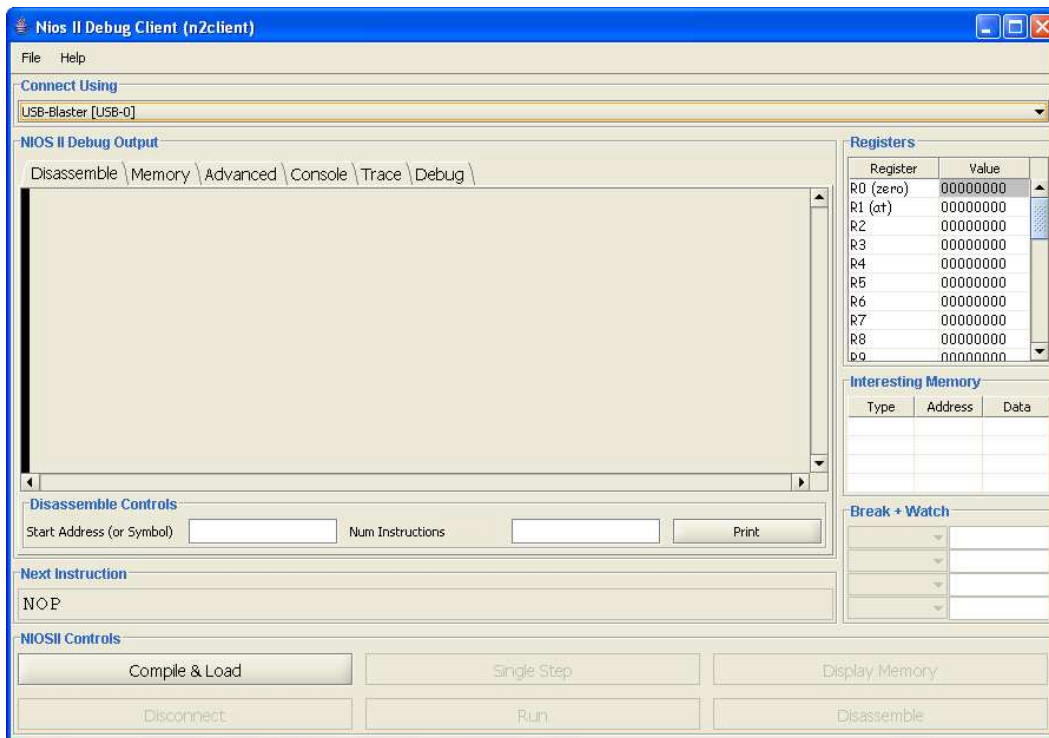 Nios II Debug Client (n2client)
File Help
Connect Using
USB-Blaster [USB-0]
NIOS II Debug Output
Disassemble Memory Advanced Console Trace Debug
Disassemble Controls
Start Address (or Symbol) Num Instructions Print
Next Instruction
NOP
Registers
Register Value
R0 (zero) 00000000
R1 (at) 00000000
R2 00000000
R3 00000000
R4 00000000
R5 00000000
R6 00000000
R7 00000000
R8 00000000
R9 00000000
Interesting Memory
Type Address Data
Break + Watch
NIOSII Controls
Compile & Load Single Step Display Memory
Disconnect Run Disassemble